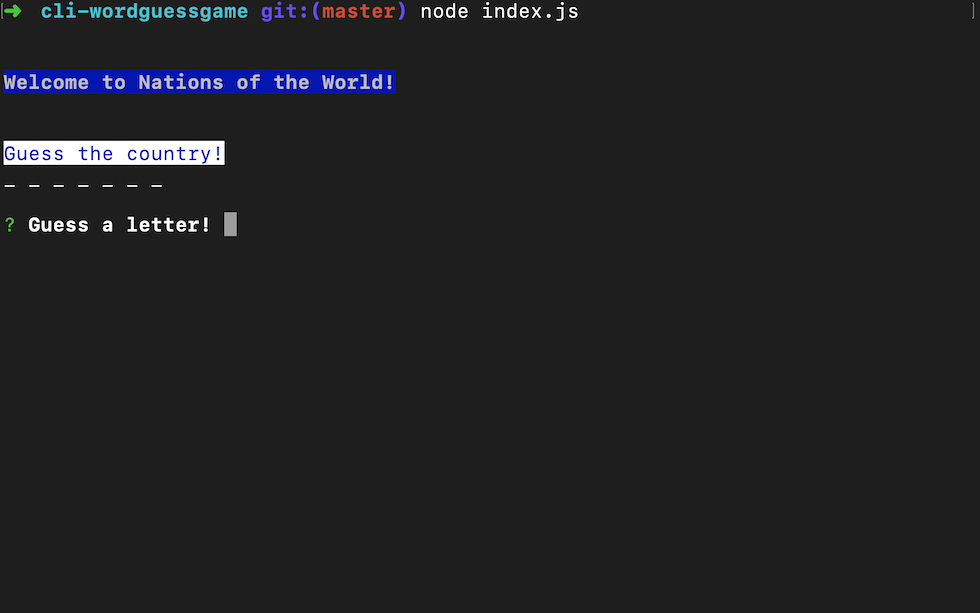 ➜ cli-wordguessgame git:(master) node index.js
Welcome to Nations of the World!
Guess the country!
_ _ _ _ _ _ _
? Guess a letter!